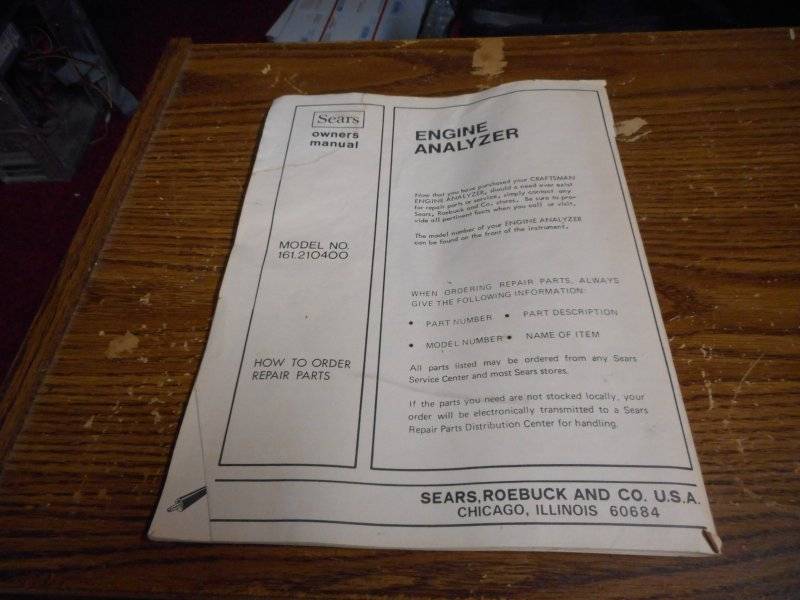 Sears
owners
manual
MODEL NO.
161.210400
HOW TO ORDER
REPAIR PARTS
ENGINE
ANALYZER
Now that you have purchased your CRAFTSMAN
ENGINE ANALYZER, should a need ever exist
for repair parts or service, simply contact any
Sears, Roebuck and Co. stores. Be sure to pro-
vide all pertinent facts when you call or visit.
The model number of your ENGINE ANALYZER
can be found on the front of the instrument.
WHEN ORDERING REPAIR PARTS, ALWAYS
GIVE THE FOLLOWING INFORMATION:
• PART NUMBER • PART DESCRIPTION
• MODEL NUMBER • NAME OF ITEM
All parts listed may be ordered from any Sears
Service Center and most Sears stores.
If the parts you need are not stocked locally, your
order will be electronically transmitted to a Sears
Repair Parts Distribution Center for handling.
SEARS, ROEBUCK AND CO. U.S.A.
CHICAGO, ILLINOIS 60684